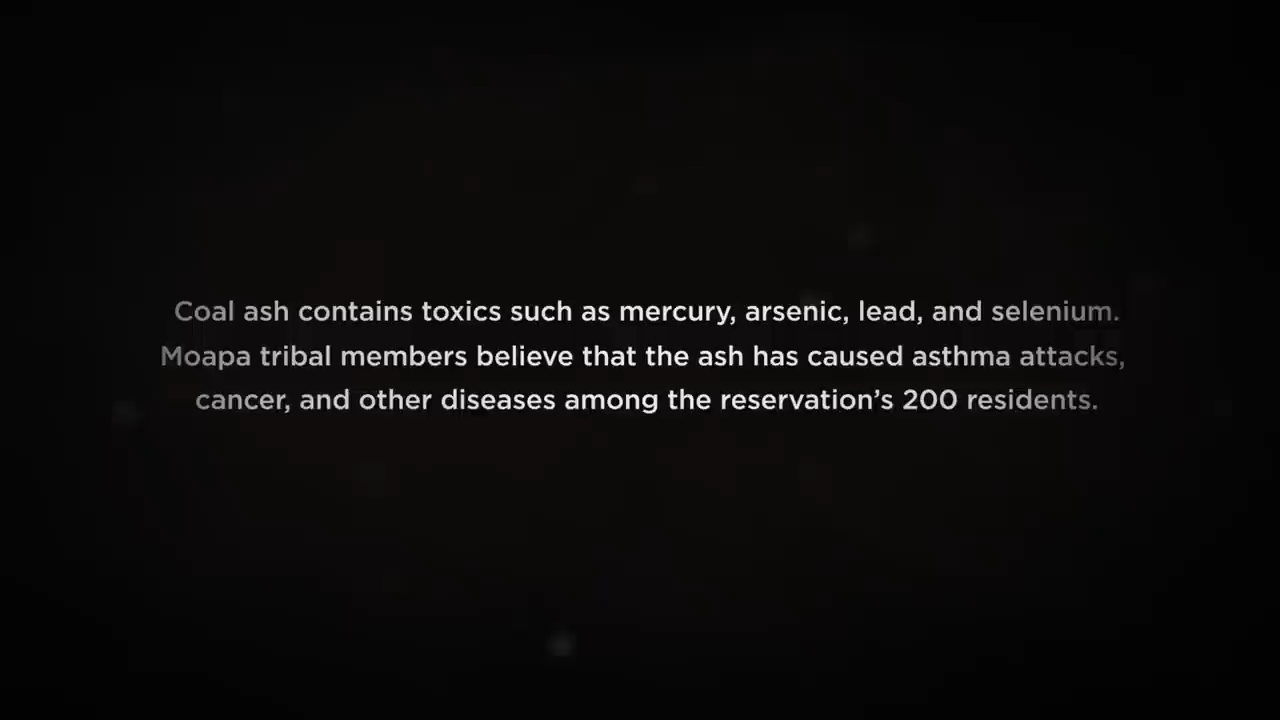 Coal ash contains toxics such as mercury, arsenic, lead, and selenium.
Moapa tribal members believe that the ash has caused asthma attacks,
cancer, and other diseases among the reservation’s 200 residents.